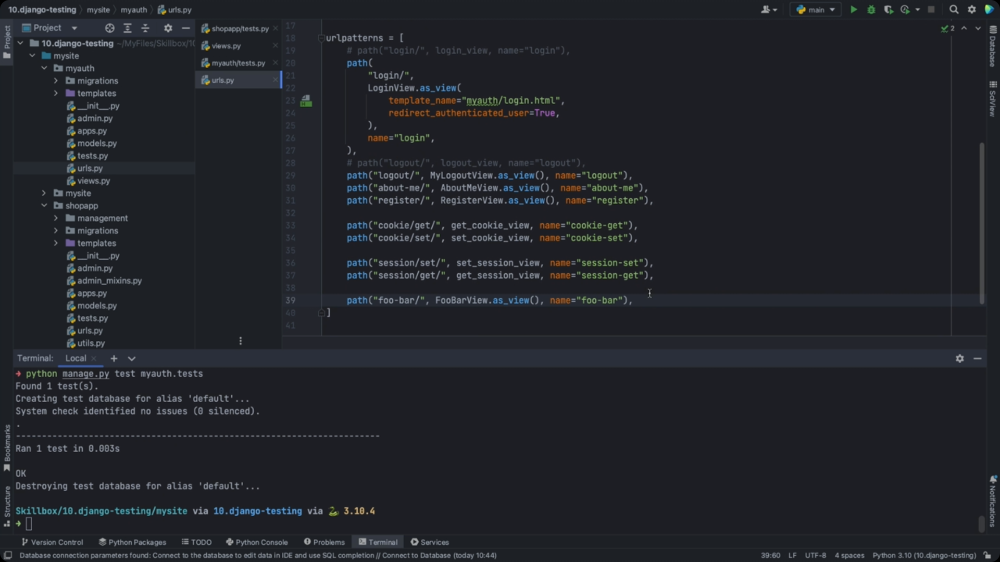 10.django-testing mysite myauth urls.py
main
Project
Project
10.django-testing ~/MyFiles/Skillbox/10
mysite
myauth
migrations
templates
__init__.py
admin.py
apps.py
models.py
tests.py
urls.py
views.py
mysite
shopapp
management
migrations
templates
__init__.py
admin.py
admin_mixins.py
apps.py
models.py
tests.py
urls.py
utils.py
shopapp/tests.py
views.py
myauth/tests.py
urls.py
2
17
18 urlpatterns = [
19 # path("login/", login_view, name="login"),
20 path(
21 "login/",
22 LoginView.as_view(
23 template_name="myauth/login.html",
24 redirect_authenticated_user=True,
25 ),
26 name="login",
27 ),
28 # path("logout/", logout_view, name="logout"),
29 path("logout/", MyLogoutView.as_view(), name="logout"),
30 path("about-me/", AboutMeView.as_view(), name="about-me"),
31 path("register/", RegisterView.as_view(), name="register"),
32
33 path("cookie/get/", get_cookie_view, name="cookie-get"),
34 path("cookie/set/", set_cookie_view, name="cookie-set"),
35
36 path("session/set/", set_session_view, name="session-set"),
37 path("session/get/", get_session_view, name="session-get"),
38
39 path("foo-bar/", FooBarView.as_view(), name="foo-bar"),
40 ]
41
Database
SciView
Notifications
Bookmarks
Structure
Terminal: Local
python manage.py test myauth.tests
Found 1 test(s).
Creating test database for alias 'default'...
System check identified no issues (0 silenced).
.
----------------------------------------------------------------------
Ran 1 test in 0.003s
OK
Destroying test database for alias 'default'...
Skillbox/10.django-testing/mysite via 10.django-testing via 🐍 3.10.4
Version Control Python Packages TODO Python Console Problems Terminal Services
Database connection parameters found: Connect to the database to edit data in IDE and use SQL completion // Connect to Database (today 10:44) 39:60 LF UTF-8 4 spaces Python 3.10 (10.django-testing)